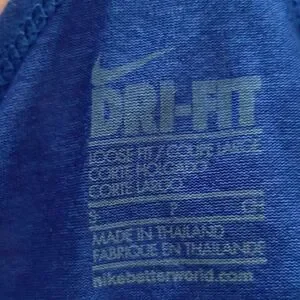 DRI-FIT
LOOSE FIT / COUPE LARGE
CORTE HOLGADO
CORTE LARGO
S P CH
MADE IN THAILAND
FABRIQUE EN THAILANDE
nikebetterworld.com